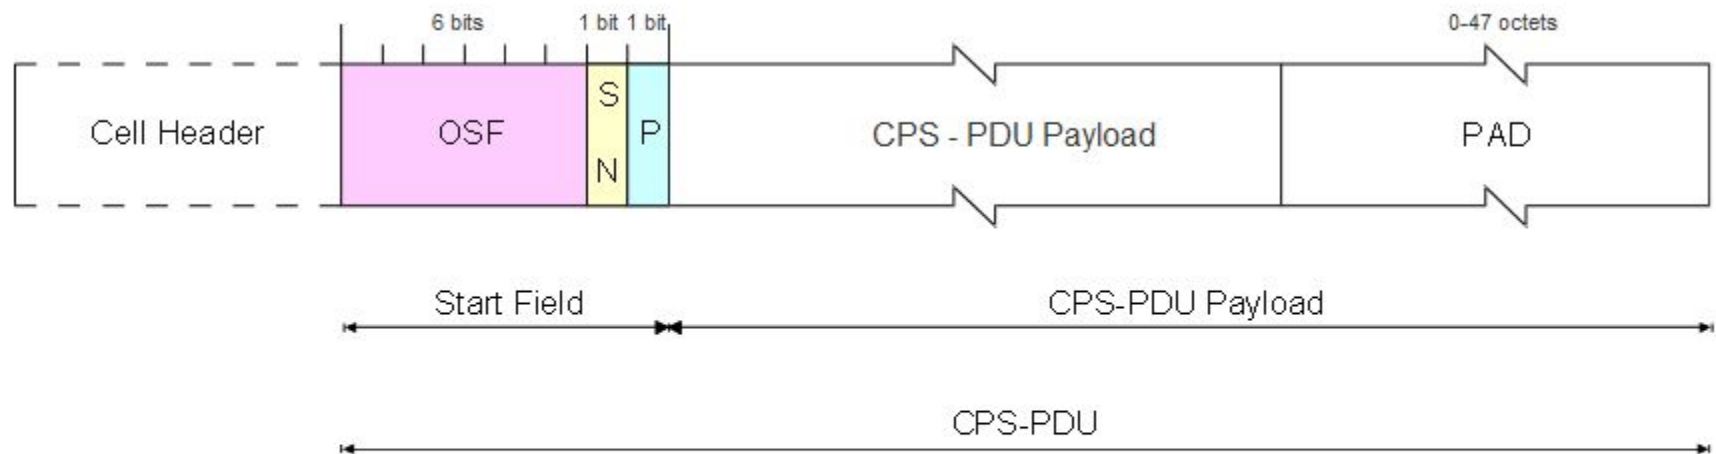 6 bits 1 bit 1 bit 0-47 octets
Cell Header OSF S N P CPS - PDU Payload PAD
Start Field CPS-PDU Payload
CPS-PDU